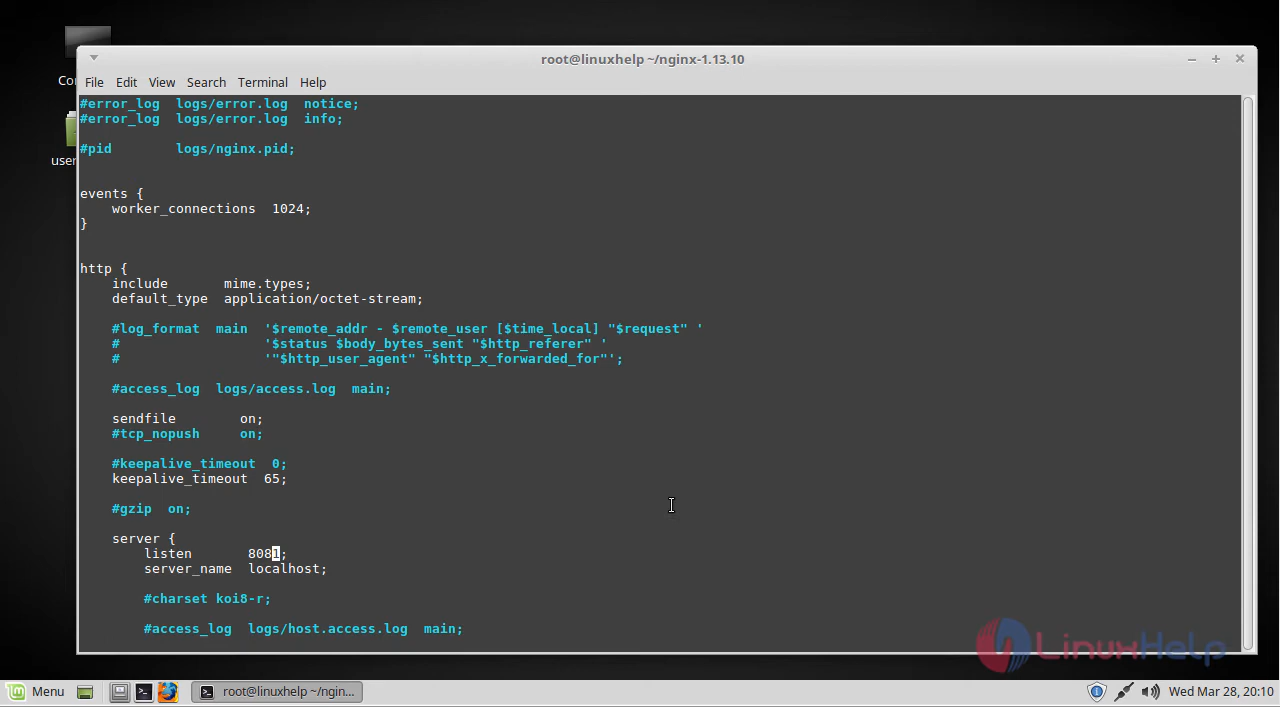 root@linuxhelp ~/nginx-1.13.10
File Edit View Search Terminal Help
#error_log  logs/error.log  notice;
#error_log  logs/error.log  info;
#pid        logs/nginx.pid;
events {
    worker_connections  1024;
}
http {
    include       mime.types;
    default_type  application/octet-stream;
    #log_format  main  '$remote_addr - $remote_user [$time_local] "$request" '
    #                  '$status $body_bytes_sent "$http_referer" '
    #                  '"$http_user_agent" "$http_x_forwarded_for"';
    #access_log  logs/access.log  main;
    sendfile        on;
    #tcp_nopush     on;
    #keepalive_timeout  0;
    keepalive_timeout  65;
    #gzip  on;
    server {
        listen       8081;
        server_name  localhost;
        #charset koi8-r;
        #access_log  logs/host.access.log  main;
LinuxHelp
Menu
root@linuxhelp ~/ngin...
Wed Mar 28, 20:10